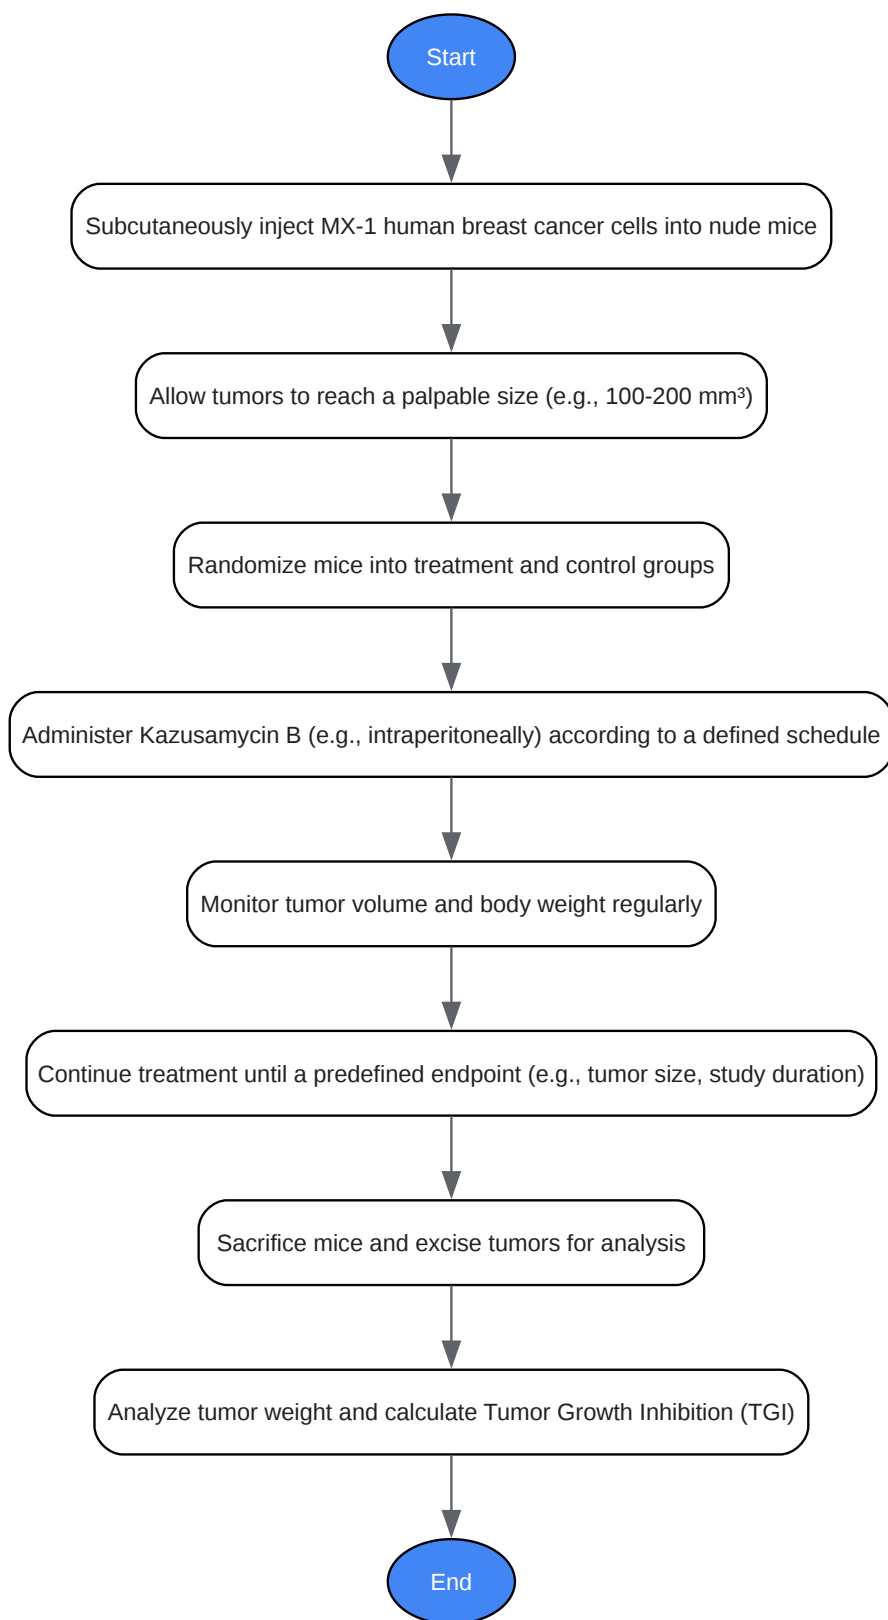 Start
Subcutaneously inject MX-1 human breast cancer cells into nude mice
Allow tumors to reach a palpable size (e.g., 100-200 mm³)
Randomize mice into treatment and control groups
Administer Kazusamycin B (e.g., intraperitoneally) according to a defined schedule
Monitor tumor volume and body weight regularly
Continue treatment until a predefined endpoint (e.g., tumor size, study duration)
Sacrifice mice and excise tumors for analysis
Analyze tumor weight and calculate Tumor Growth Inhibition (TGI)
End